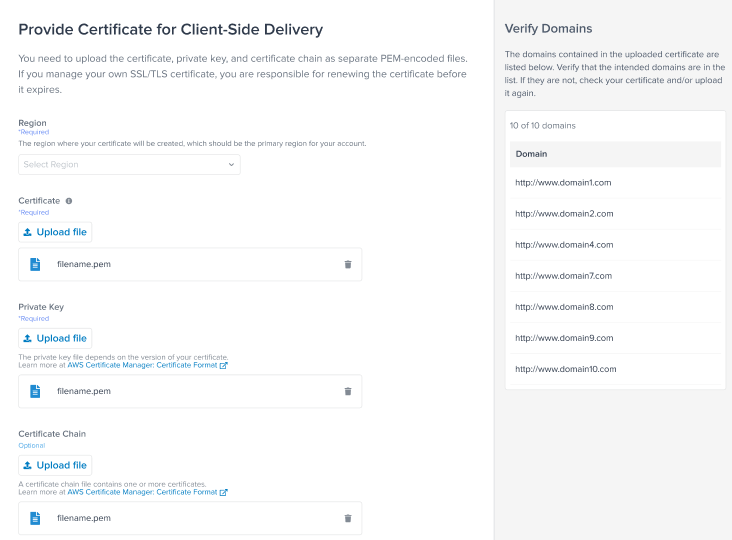 Provide Certificate for Client-Side Delivery
You need to upload the certificate, private key, and certificate chain as separate PEM-encoded files.
If you manage your own SSL/TLS certificate, you are responsible for renewing the certificate before
it expires.
Region
*Required
The region where your certificate will be created, which should be the primary region for your account.
Select Region
Certificate
*Required
Upload file
filename.pem
Private Key
*Required
Upload file
The private key file depends on the version of your certificate.
Learn more at AWS Certificate Manager: Certificate Format
filename.pem
Certificate Chain
Optional
Upload file
A certificate chain file contains one or more certificates.
Learn more at AWS Certificate Manager: Certificate Format
filename.pem
Verify Domains
The domains contained in the uploaded certificate are
listed below. Verify that the intended domains are in the
list. If they are not, check your certificate and/or upload
it again.
10 of 10 domains
Domain
http://www.domain1.com
http://www.domain2.com
http://www.domain4.com
http://www.domain7.com
http://www.domain8.com
http://www.domain9.com
http://www.domain10.com